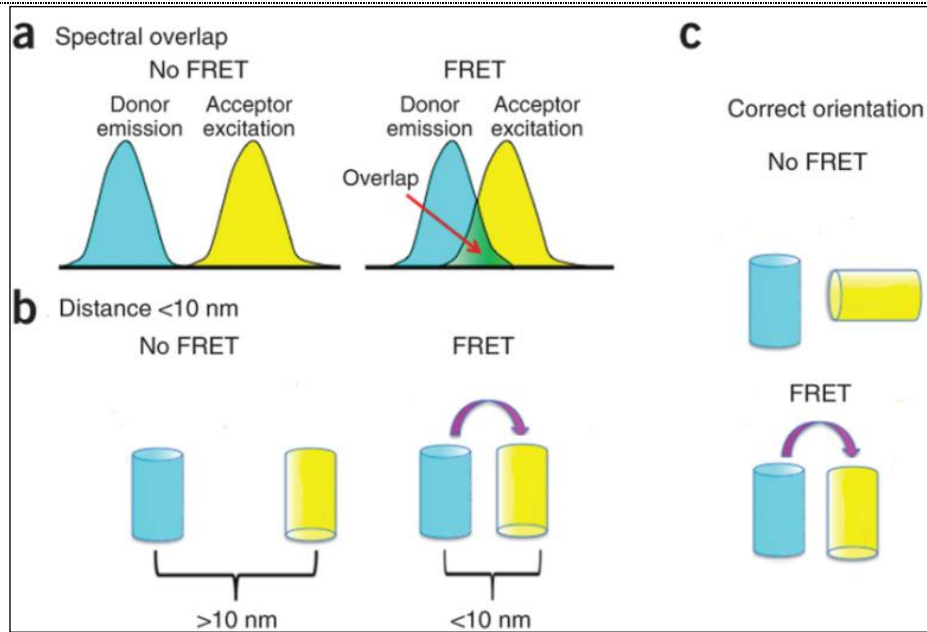 a Spectral overlap
No FRET
Donor emission
Acceptor excitation
FRET
Donor emission
Acceptor excitation
Overlap
b Distance <10 nm
No FRET
FRET
>10 nm
<10 nm
c
Correct orientation
No FRET
FRET